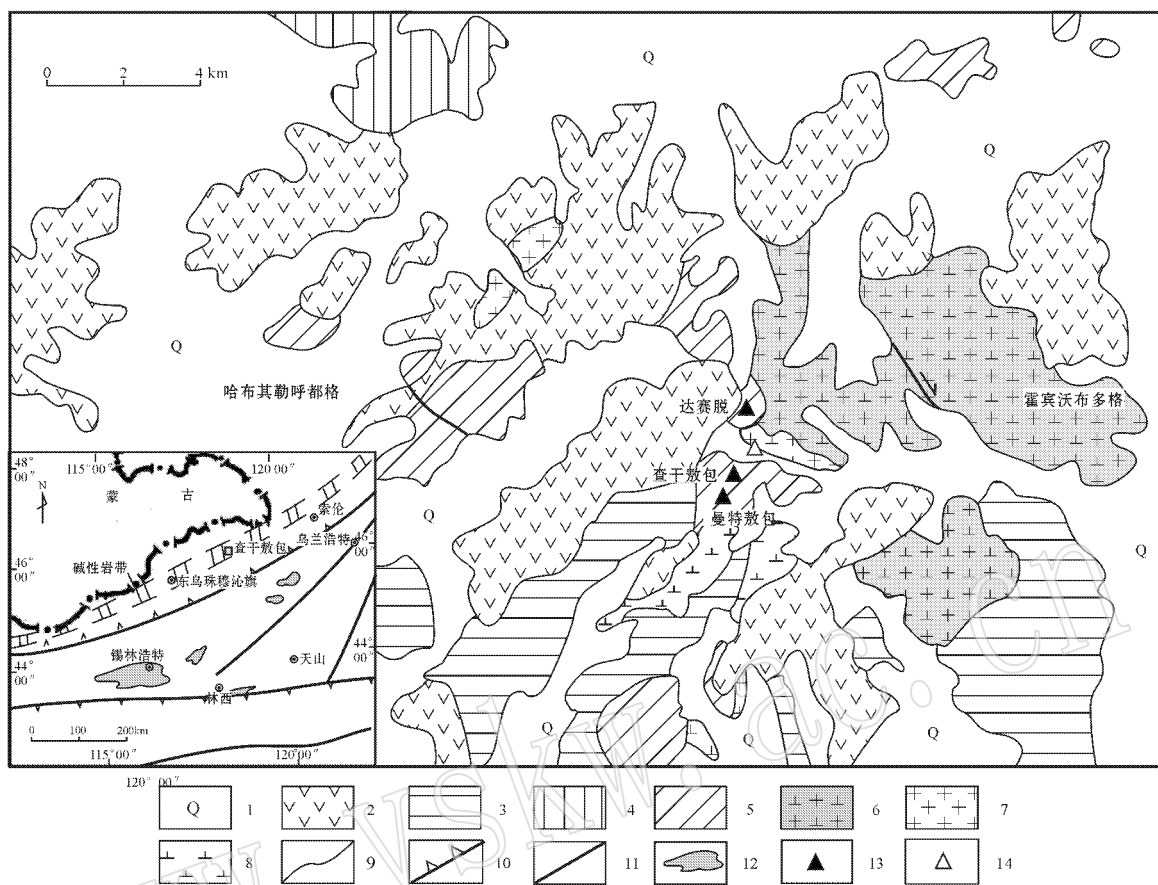 0 2 4 km
Q
Q
Q
哈布其勒呼都格
达赛脱
霍宾沃布多格
查干敖包
曼特敖包
Q
Q
Q
Q
Q
115°00″
120°00″
48°
00″
N
蒙 古
索伦
乌兰浩特
46°
00″
查干敖包
46°
00″
碱性岩带
东乌珠穆沁旗
44°
00″
锡林浩特
天山
44°
00″
林西
0 100 200km
115°00″
120°00″
120° 00″
Q 1
2
3
4
5
6
7
8
9
10
11
12
13
14
www.vskw.ac.cn